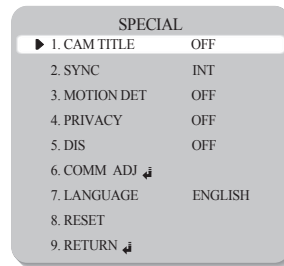 SPECIAL
1. CAM TITLE OFF
2. SYNC INT
3. MOTION DET OFF
4. PRIVACY OFF
5. DIS OFF
6. COMM ADJ
7. LANGUAGE ENGLISH
8. RESET
9. RETURN